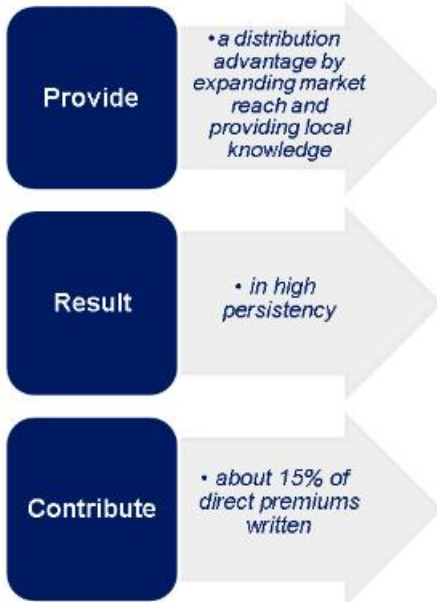 Provide
• a distribution
advantage by
expanding market
reach and
providing local
knowledge
Result
• in high
persistency
Contribute
• about 15% of
direct premiums
written